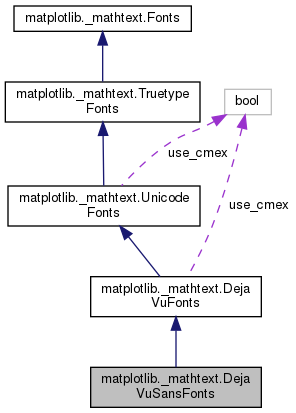 matplotlib._mathtext.Fonts
matplotlib._mathtext.Truetype
Fonts
bool
use_cmex
matplotlib._mathtext.Unicode
Fonts
use_cmex
matplotlib._mathtext.Deja
VuFonts
matplotlib._mathtext.Deja
VuSansFonts